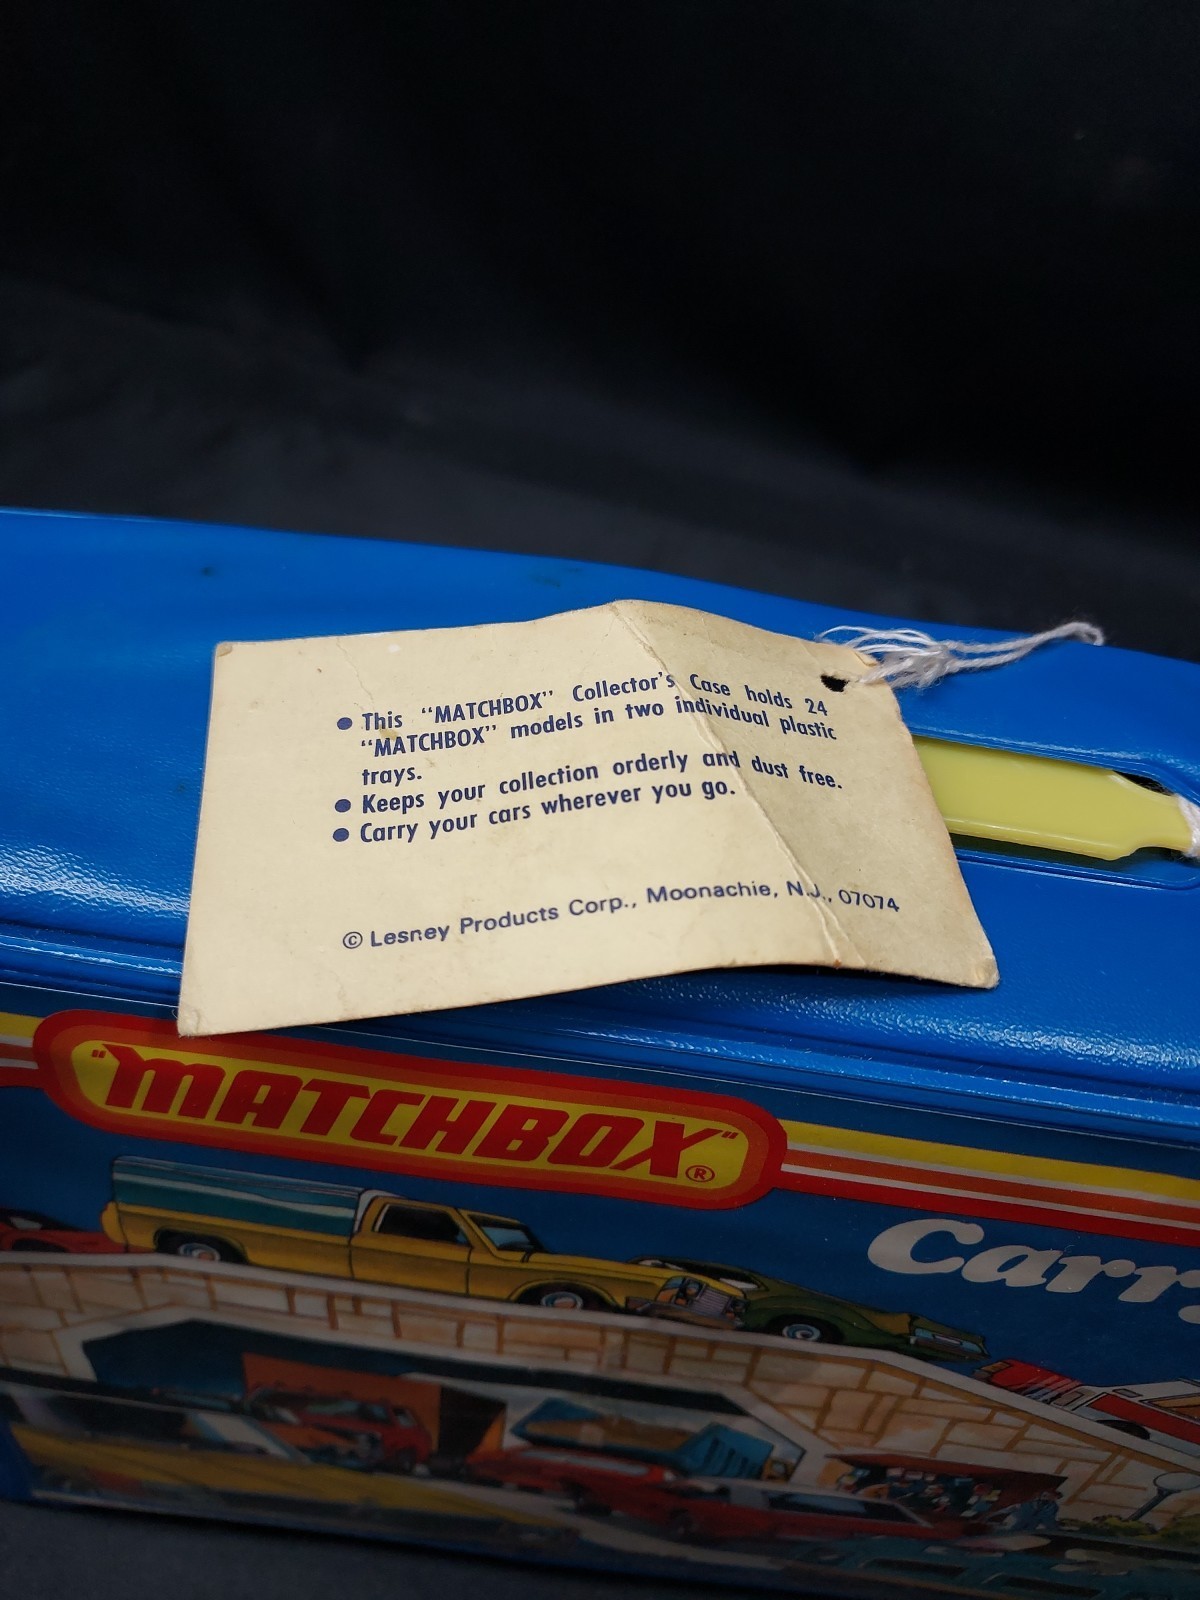 ● This “MATCHBOX” Collector's Case holds 24
“MATCHBOX” models in two individual plastic
trays.
● Keeps your collection orderly and dust free.
● Carry your cars wherever you go.
© Lesney Products Corp., Moonachie, N.J., 07074
"MATCHBOX"®
Carry